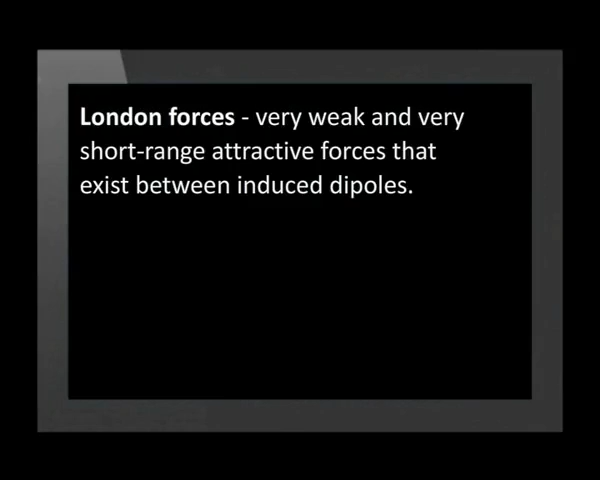 London forces - very weak and very
short-range attractive forces that
exist between induced dipoles.